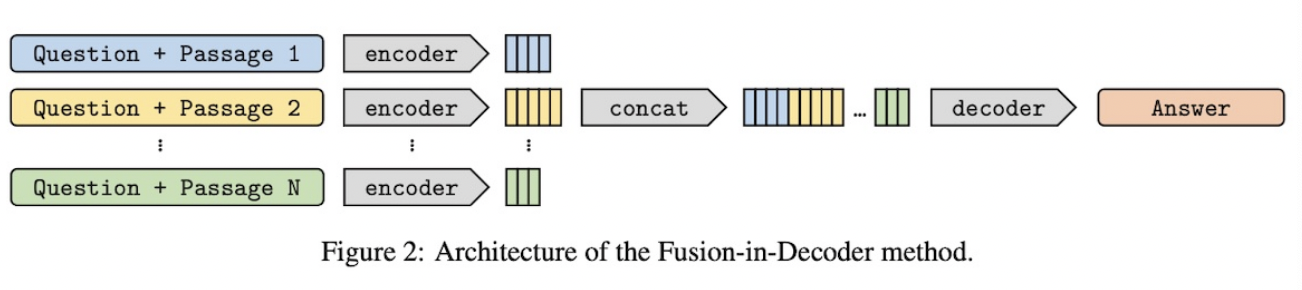 Question + Passage 1 encoder
Question + Passage 2 encoder concat … decoder Answer
⋮ ⋮ ⋮
Question + Passage N encoder
Figure 2: Architecture of the Fusion-in-Decoder method.